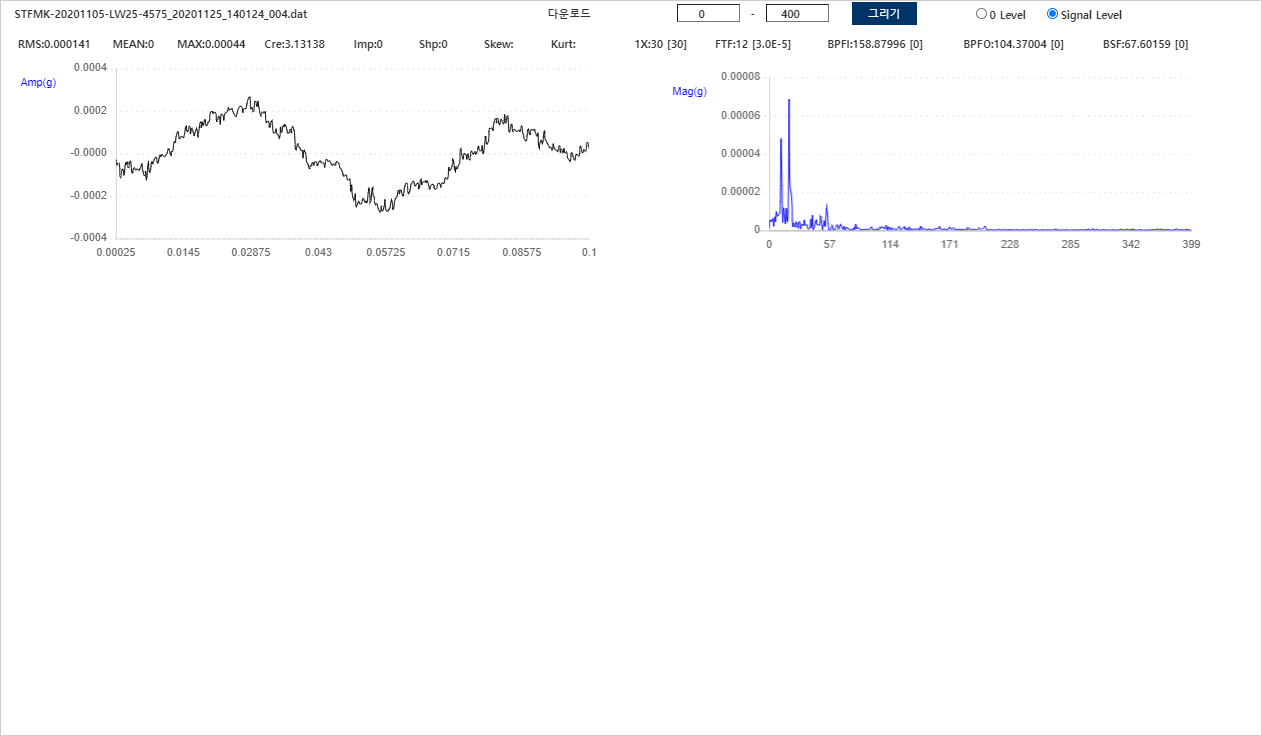 STFMK-20201105-LW25-4575_20201125_140124_004.dat 다운로드 0 - 400 그리기 0 Level Signal Level
RMS:0.000141 MEAN:0 MAX:0.00044 Cre:3.13138 Imp:0 Shp:0 Skew: Kurt: 1X:30 [30] FTF:12 [3.0E-5] BPFI:158.87996 [0] BPFO:104.37004 [0] BSF:67.60159 [0]
Amp(g)
0.0004
0.0002
-0.0000
-0.0002
-0.0004
0.00025 0.0145 0.02875 0.043 0.05725 0.0715 0.08575 0.1
Mag(g)
0.00008
0.00006
0.00004
0.00002
0
0 57 114 171 228 285 342 399